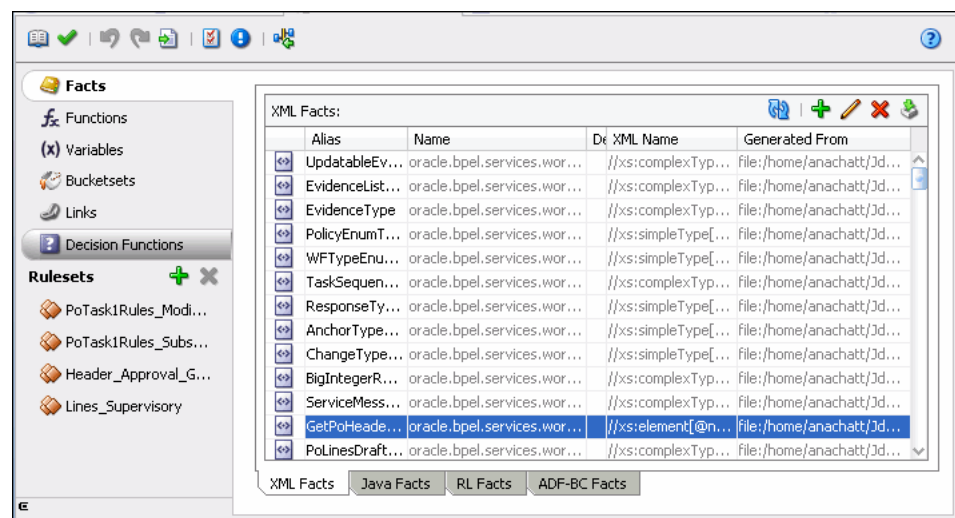 Facts
Functions
Variables
Bucketsets
Links
Decision Functions
Rulesets
PoTask1Rules_Modi...
PoTask1Rules_Subs...
Header_Approval_G...
Lines_Supervisory
XML Facts:
Alias Name De XML Name Generated From
UpdatableEv... oracle.bpel.services.wor... //xs:complexTyp... file:/home/anachatt/Jd...
EvidenceList... oracle.bpel.services.wor... //xs:complexTyp... file:/home/anachatt/Jd...
EvidenceType oracle.bpel.services.wor... //xs:complexTyp... file:/home/anachatt/Jd...
PolicyEnumT... oracle.bpel.services.wor... //xs:simpleType[... file:/home/anachatt/Jd...
WFTypeEnu... oracle.bpel.services.wor... //xs:simpleType[... file:/home/anachatt/Jd...
TaskSequen... oracle.bpel.services.wor... //xs:complexTyp... file:/home/anachatt/Jd...
ResponseTy... oracle.bpel.services.wor... //xs:simpleType[... file:/home/anachatt/Jd...
AnchorType... oracle.bpel.services.wor... //xs:simpleType[... file:/home/anachatt/Jd...
ChangeType... oracle.bpel.services.wor... //xs:simpleType[... file:/home/anachatt/Jd...
BigIntegerR... oracle.bpel.services.wor... //xs:complexTyp... file:/home/anachatt/Jd...
ServiceMess... oracle.bpel.services.wor... //xs:complexTyp... file:/home/anachatt/Jd...
GetPoHeade... oracle.bpel.services.wor... //xs:element[@n... file:/home/anachatt/Jd...
PoLinesDraft... oracle.bpel.services.wor... //xs:complexTyp... file:/home/anachatt/Jd...
XML Facts Java Facts RL Facts ADF-BC Facts